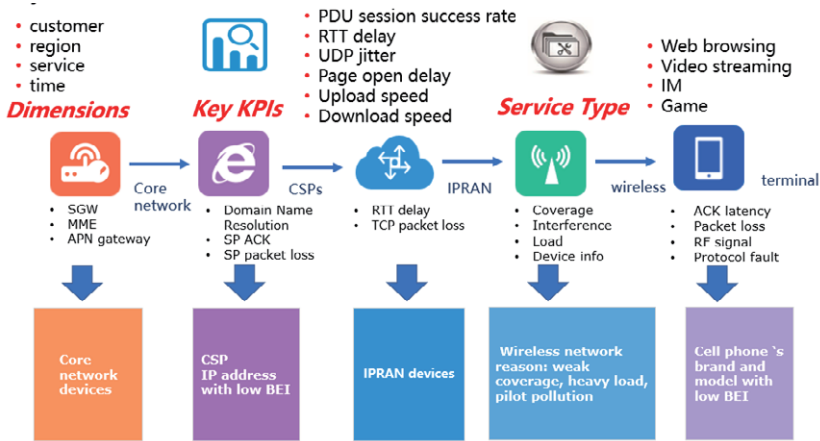 • customer
• region
• service
• time
Dimensions
• PDU session success rate
• RTT delay
• UDP jitter
• Page open delay
• Upload speed
• Download speed
Key KPIs
• Web browsing
• Video streaming
• IM
• Game
Service Type
Core
network
CSPs
IPRAN
wireless
terminal
• SGW
• MME
• APN gateway
• Domain Name
Resolution
• SP ACK
• SP packet loss
• RTT delay
• TCP packet loss
• Coverage
• Interference
• Load
• Device info
• ACK latency
• Packet loss
• RF signal
• Protocol fault
Core
network
devices
CSP
IP address
with low BEI
IPRAN devices
Wireless network
reason: weak
coverage, heavy load,
pilot pollution
Cell phone `s
brand and
model with
low BEI